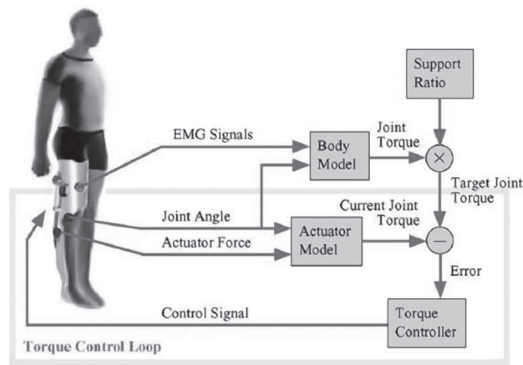 Support
Ratio
EMG Signals
Body
Model
Joint
Torque
×
Target Joint
Torque
Joint Angle
Current Joint
Torque
Actuator Force
Actuator
Model
−
Error
Control Signal
Torque
Controller
Torque Control Loop